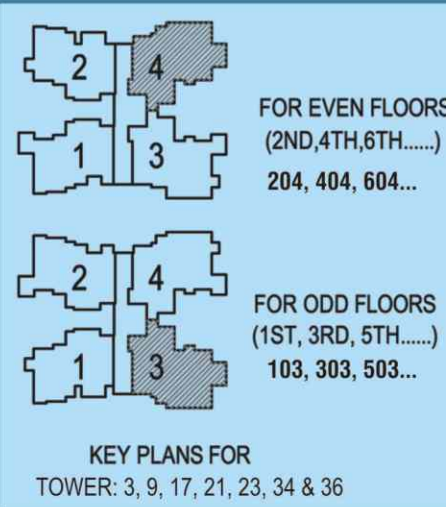 2 4
1 3
FOR EVEN FLOORS
(2ND,4TH,6TH......)
204, 404, 604...
2 4
1 3
FOR ODD FLOORS
(1ST, 3RD, 5TH......)
103, 303, 503...
KEY PLANS FOR
TOWER: 3, 9, 17, 21, 23, 34 & 36